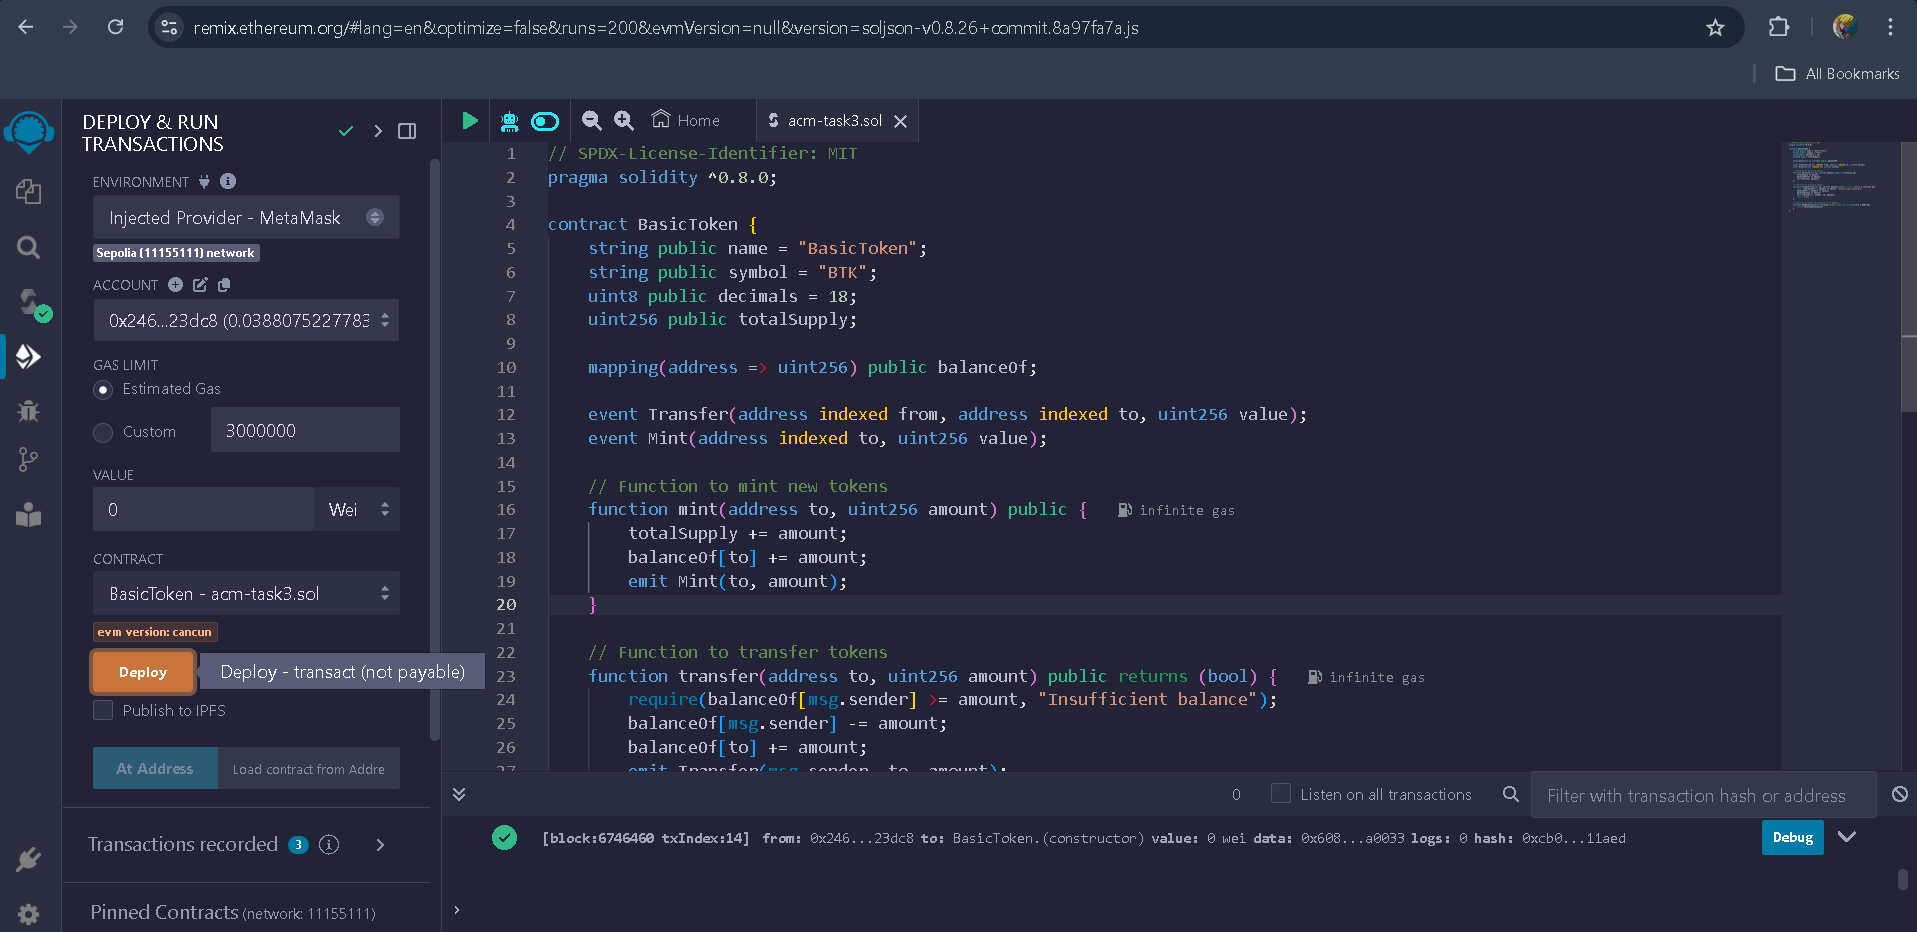 remix.ethereum.org/#lang=en&optimize=false&runs=200&evmVersion=null&version=soljson-v0.8.26+commit.8a97fa7a.js
All Bookmarks
DEPLOY & RUN
TRANSACTIONS
ENVIRONMENT
Injected Provider - MetaMask
Sepolia (11155111) network
ACCOUNT
0x246...23dc8 (0.0388075227783
GAS LIMIT
Estimated Gas
Custom
3000000
VALUE
0
Wei
CONTRACT
BasicToken - acm-task3.sol
evm version: cancun
Deploy
Deploy - transact (not payable)
Publish to IPFS
At Address
Load contract from Addre
Transactions recorded 3
Pinned Contracts (network: 11155111)
Home
acm-task3.sol
1 // SPDX-License-Identifier: MIT
2 pragma solidity ^0.8.0;
3
4 contract BasicToken {
5 string public name = "BasicToken";
6 string public symbol = "BTK";
7 uint8 public decimals = 18;
8 uint256 public totalSupply;
9
10 mapping(address => uint256) public balanceOf;
11
12 event Transfer(address indexed from, address indexed to, uint256 value);
13 event Mint(address indexed to, uint256 value);
14
15 // Function to mint new tokens
16 function mint(address to, uint256 amount) public { infinite gas
17 totalSupply += amount;
18 balanceOf[to] += amount;
19 emit Mint(to, amount);
20 }
21
22 // Function to transfer tokens
23 function transfer(address to, uint256 amount) public returns (bool) { infinite gas
24 require(balanceOf[msg.sender] >= amount, "Insufficient balance");
25 balanceOf[msg.sender] -= amount;
26 balanceOf[to] += amount;
27 emit Transfer(msg.sender, to, amount);
0
Listen on all transactions
Filter with transaction hash or address
[block:6746460 txIndex:14] from: 0x246...23dc8 to: BasicToken.(constructor) value: 0 wei data: 0x608...a0033 logs: 0 hash: 0xcb0...11aed
Debug
>